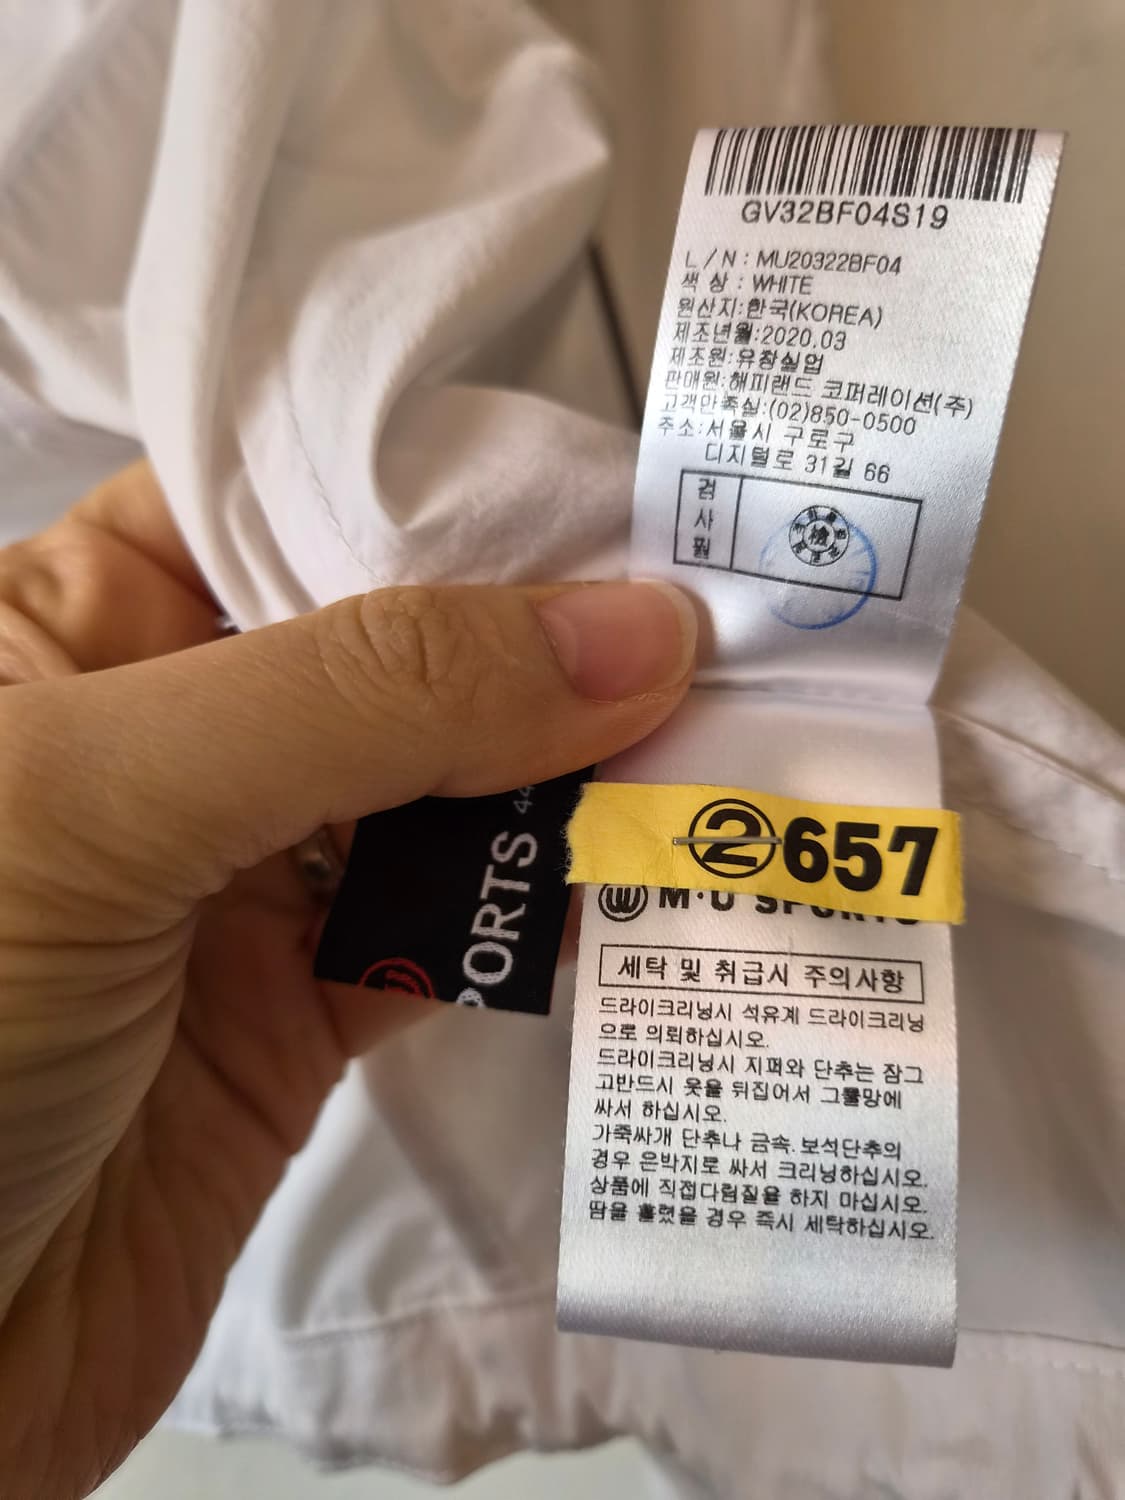 GV32BF04S19
L / N : MU20322BF04
색 상 : WHITE
원산지:한국(KOREA)
제조년월:2020.03
제조원:유창실업
판매원:해피랜드 코퍼레이션(주)
고객만족실:(02)850-0500
주소:서울시 구로구
디지털로 31길 66
검
사
필
檢
44
PORTS
②657
M·U SPORTS
세탁 및 취급시 주의사항
드라이크리닝시 석유계 드라이크리닝
으로 의뢰하십시오.
드라이크리닝시 지퍼와 단추는 잠그
고반드시 옷을 뒤집어서 그물망에
싸서 하십시오.
가죽싸개 단추나 금속.보석단추의
경우 은박지로 싸서 크리닝하십시오.
상품에 직접다림질을 하지 마십시오.
땀을 흘렸을 경우 즉시 세탁하십시오.